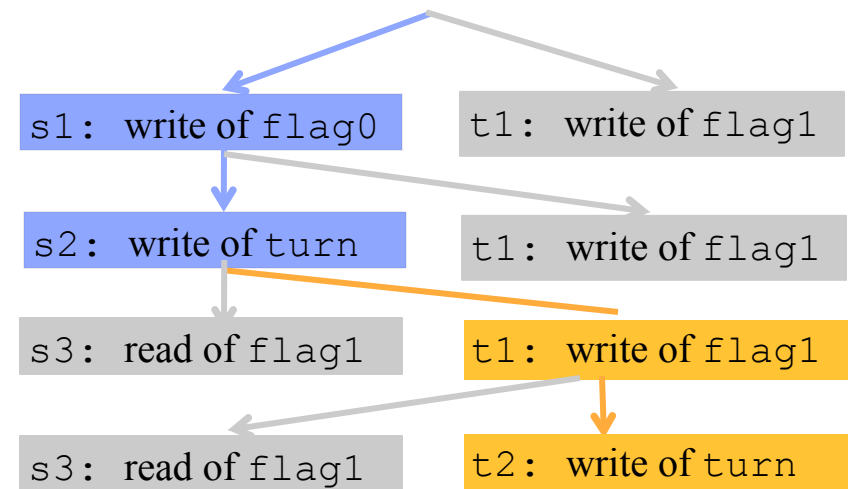 s1: write of flag0
t1: write of flag1
s2: write of turn
t1: write of flag1
s3: read of flag1
t1: write of flag1
s3: read of flag1
t2: write of turn